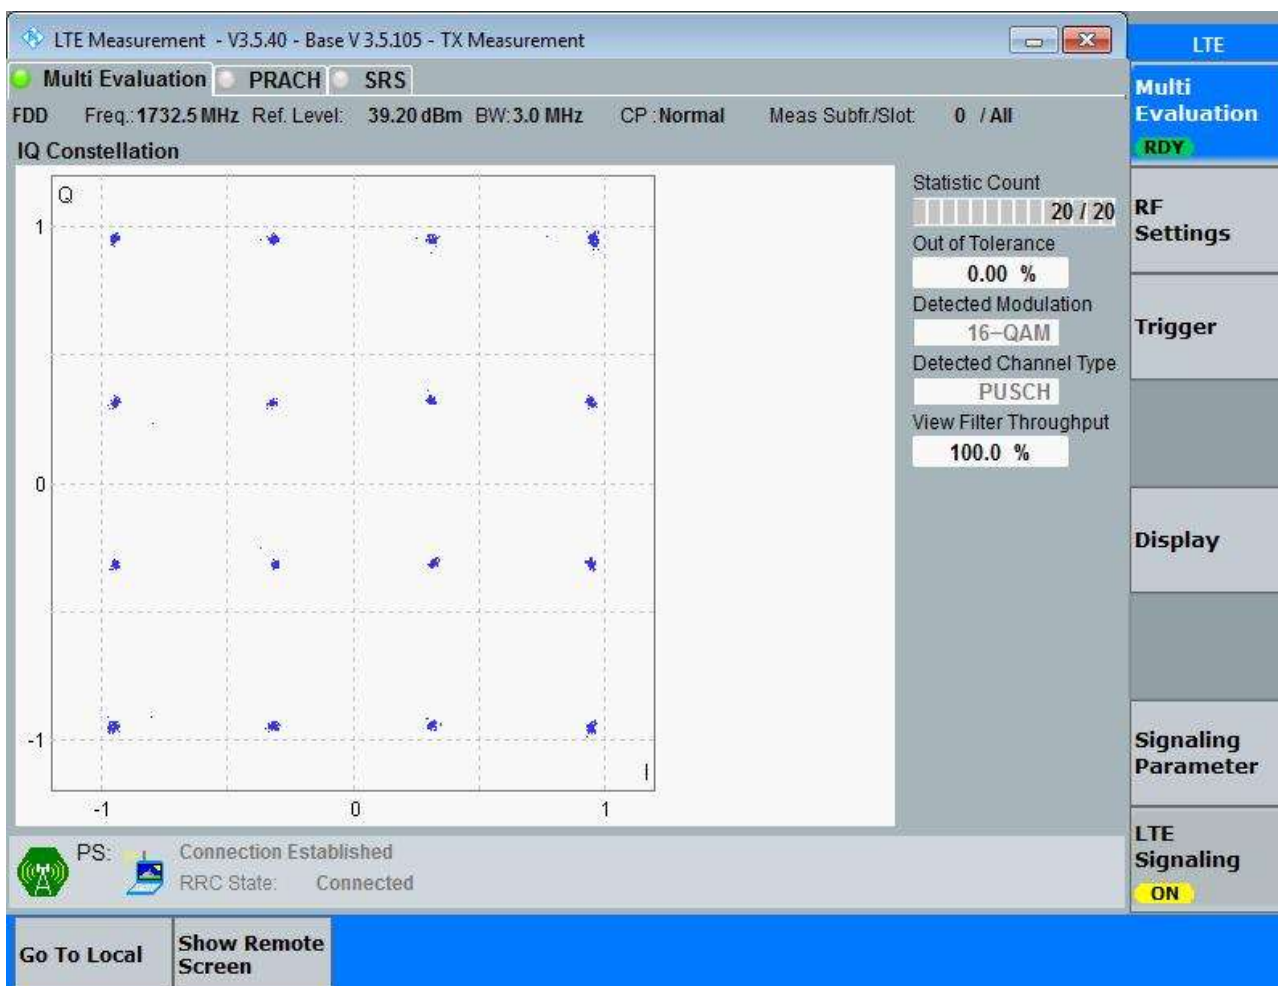 LTE Measurement - V3.5.40 - Base V 3.5.105 - TX Measurement
LTE
Multi Evaluation PRACH SRS
FDD Freq.: 1732.5 MHz Ref. Level: 39.20 dBm BW: 3.0 MHz CP : Normal Meas Subfr./Slot: 0 / All
IQ Constellation
Q
1
0
-1
I
-1 0 1
Statistic Count
20 / 20
Out of Tolerance
0.00 %
Detected Modulation
16-QAM
Detected Channel Type
PUSCH
View Filter Throughput
100.0 %
Multi
Evaluation
RDY
RF
Settings
Trigger
Display
Signaling
Parameter
LTE
Signaling
ON
PS: Connection Established
RRC State: Connected
Go To Local
Show Remote
Screen